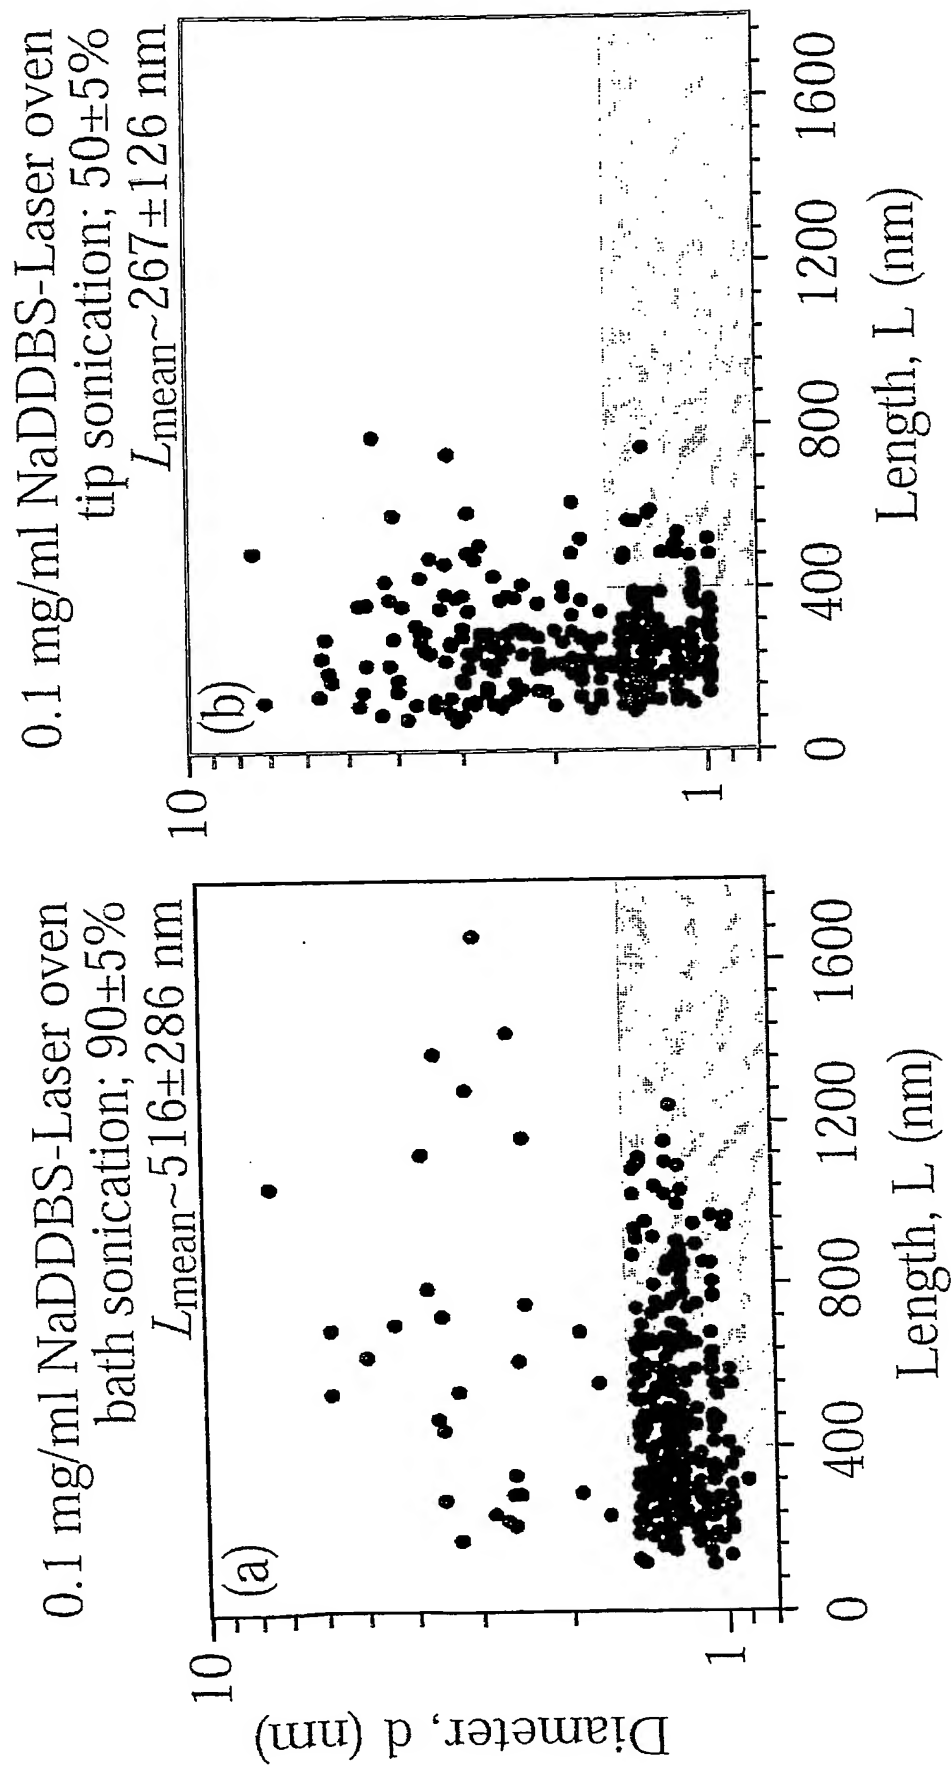 0.1 mg/ml NaDDBS-Laser oven
bath sonication; 90±5%
Lmean~516±286 nm
(a)
10
1
Diameter, d (nm)
0 400 800 1200 1600
Length, L (nm)
0.1 mg/ml NaDDBS-Laser oven
tip sonication; 50±5%
Lmean~267±126 nm
(b)
10
1
0 400 800 1200 1600
Length, L (nm)